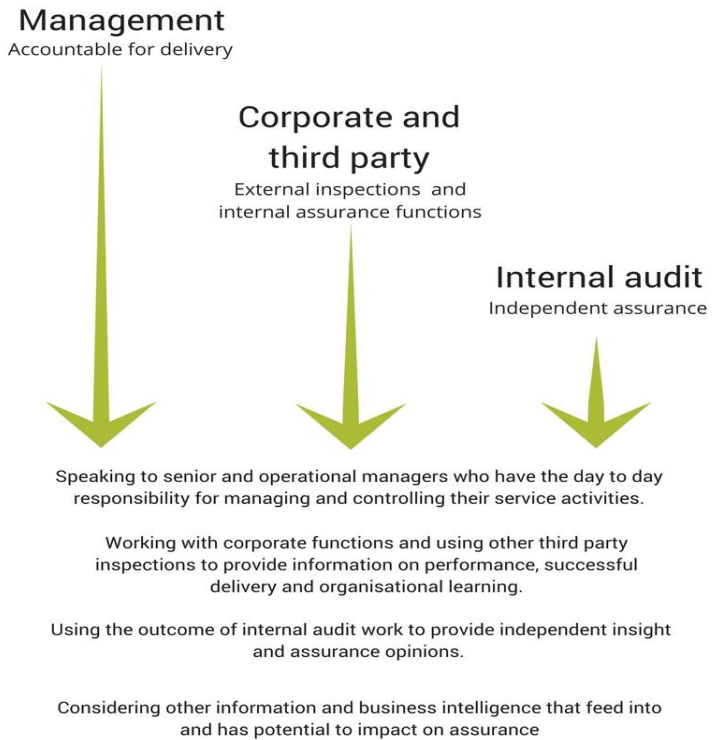 Management
Accountable for delivery
Corporate and
third party
External inspections and
internal assurance functions
Internal audit
Independent assurance
Speaking to senior and operational managers who have the day to day
responsibility for managing and controlling their service activities.
Working with corporate functions and using other third party
inspections to provide information on performance, successful
delivery and organisational learning.
Using the outcome of internal audit work to provide independent insight
and assurance opinions.
Considering other information and business intelligence that feed into
and has potential to impact on assurance